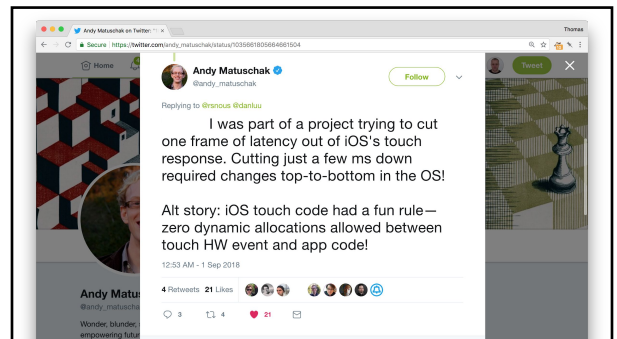 Andy Matuschak on Twitter: "I
Thomas
Secure | https://twitter.com/andy_matuschak/status/1035661805664661504
Home
Tweet
Andy Matuschak
@andy_matuschak
Follow
Replying to @rsnous @danluu
I was part of a project trying to cut
one frame of latency out of iOS's touch
response. Cutting just a few ms down
required changes top-to-bottom in the OS!
Alt story: iOS touch code had a fun rule—
zero dynamic allocations allowed between
touch HW event and app code!
12:53 AM - 1 Sep 2018
4 Retweets 21 Likes
3 4 21
Andy Matus
@andy_matuscha
Wonder, blunder,
empowering futur